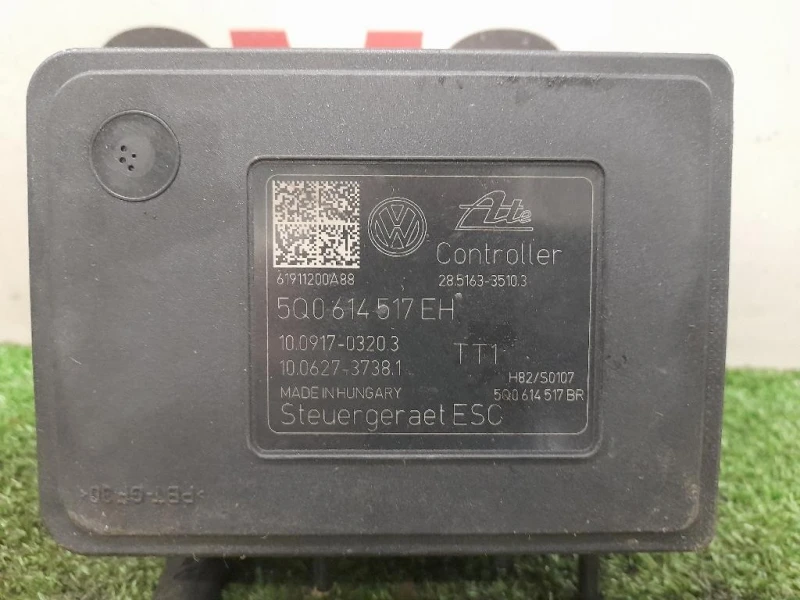 VW
Ate
Controller
61911200A88
28.5163-3510.3
5Q0 614 517 EH
10.0917-0320.3
TT1
10.0627-3738.1
H82/S0107
MADE IN HUNGARY
5Q0 614 517 BR
Steuergeraet ESC